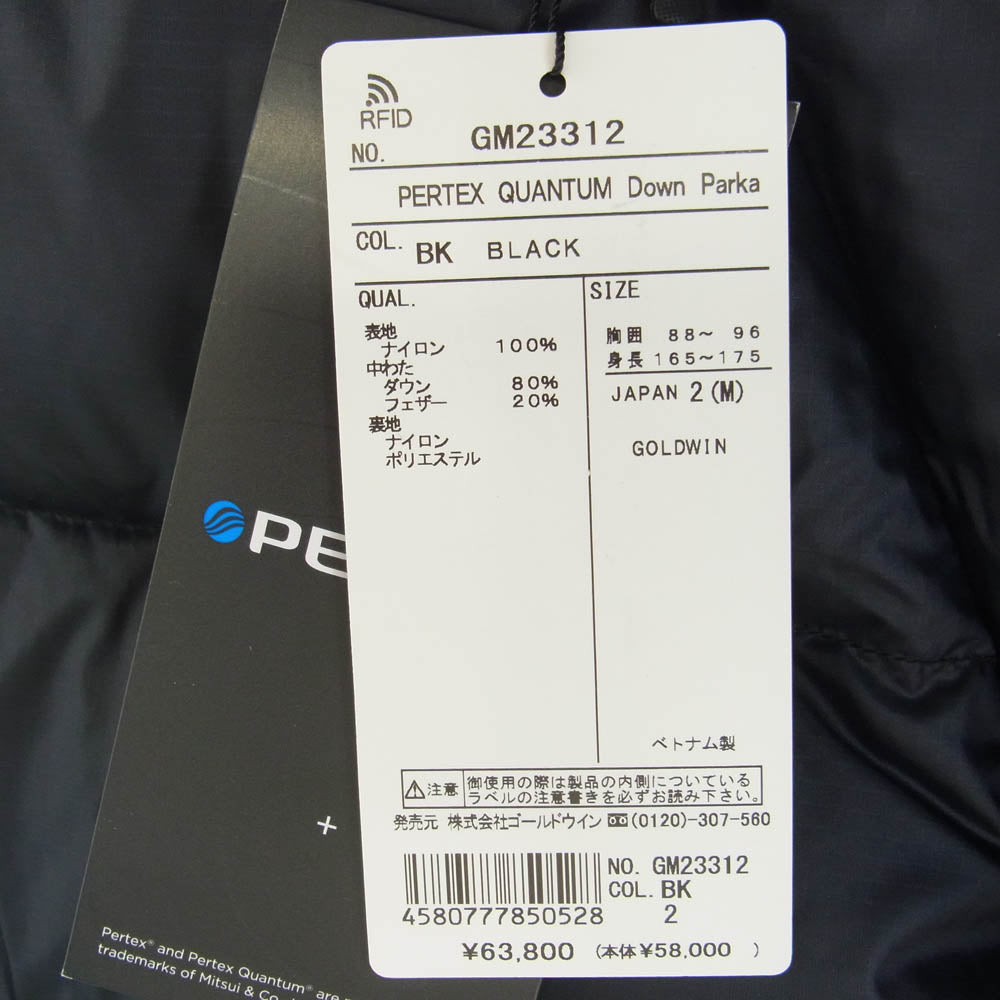 RFID
NO. GM23312
PERTEX QUANTUM Down Parka
COL. BK BLACK
QUAL.
表地
ナイロン 100%
中わた
ダウン 80%
フェザー 20%
裏地
ナイロン
ポリエステル
SIZE
胸囲 88～ 96
身長 165～175
JAPAN 2 (M)
GOLDWIN
ベトナム製
注意 御使用の際は製品の内側についている
ラベルの注意書きを必ずお読み下さい。
発売元 株式会社ゴールドウイン (0120)-307-560
4580777850528
NO. GM23312
COL. BK
2
¥63,800 (本体¥58,000 )
PE
+
Pertex® and Pertex Quantum® are
trademarks of Mitsui & Co.